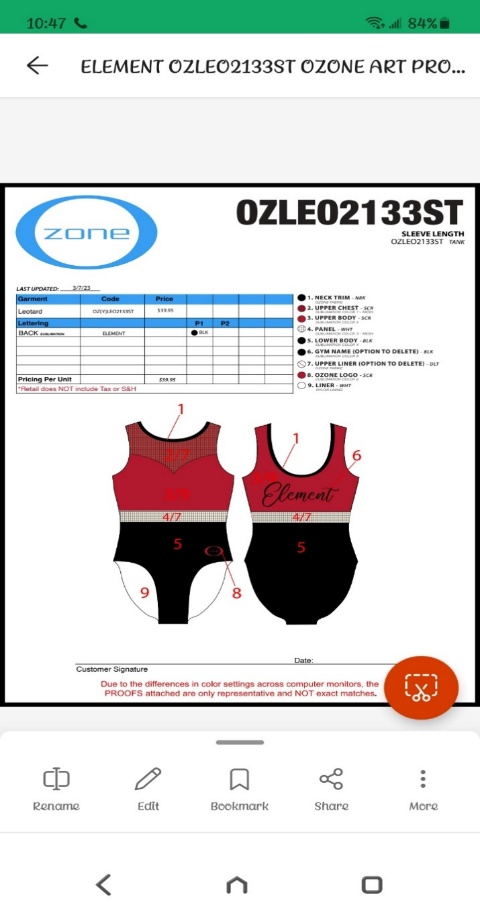 10:47
84%
ELEMENT OZLEO2133ST OZONE ART PRO...
zone
OZLEO2133ST
SLEEVE LENGTH
OZLEO2133ST TANK
LAST UPDATED: 3/7/23
Garment Code Price
Leotard $39.95
Lettering P1 P2
BACK SUBLIMATION ELEMENT BLK
Pricing Per Unit $39.95
*Retail does NOT include Tax or S&H
1. NECK TRIM - NBK
2. UPPER CHEST - SCR
3. UPPER BODY - SCR
4. PANEL - WHT
5. LOWER BODY - BLK
6. GYM NAME (OPTION TO DELETE) - BLK
7. UPPER LINER (OPTION TO DELETE) - DLT
8. OZONE LOGO - SCR
9. LINER - WHT
1
1
6
Element
4/7
4/7
5
5
9
8
Date:
Customer Signature
Due to the differences in color settings across computer monitors, the
PROOFS attached are only representative and NOT exact matches.
Rename Edit Bookmark Share More